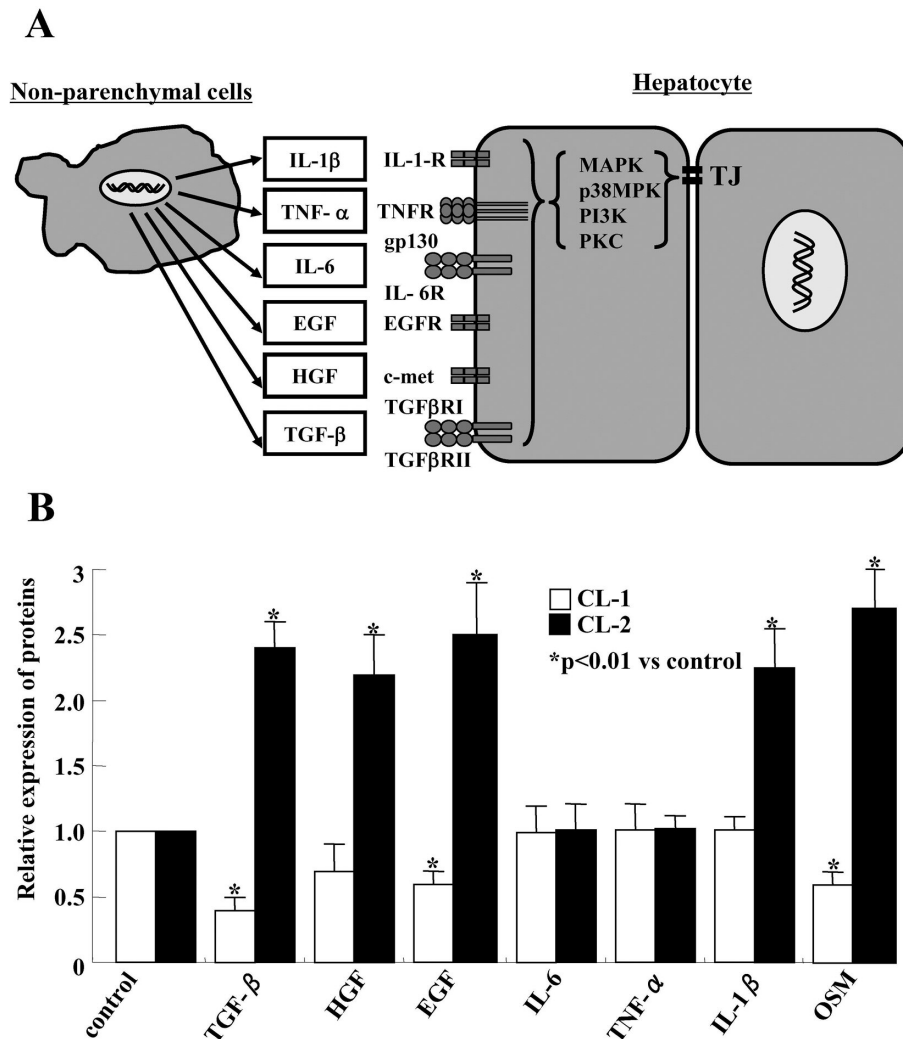 A
Non-parenchymal cells
Hepatocyte
IL-1β
IL-1-R
TNF- α
TNFR
gp130
IL-6
IL- 6R
EGF
EGFR
HGF
c-met
TGFβRI
TGF-β
TGFβRII
MAPK
p38MPK
PI3K
PKC
TJ
B
Relative expression of proteins
3
2.5
2.0
1.5
1.0
0.5
0
CL-1
CL-2
*p<0.01 vs control
*
*
*
*
*
*
*
*
control
TGF-β
HGF
EGF
IL-6
TNF-α
IL-1β
OSM